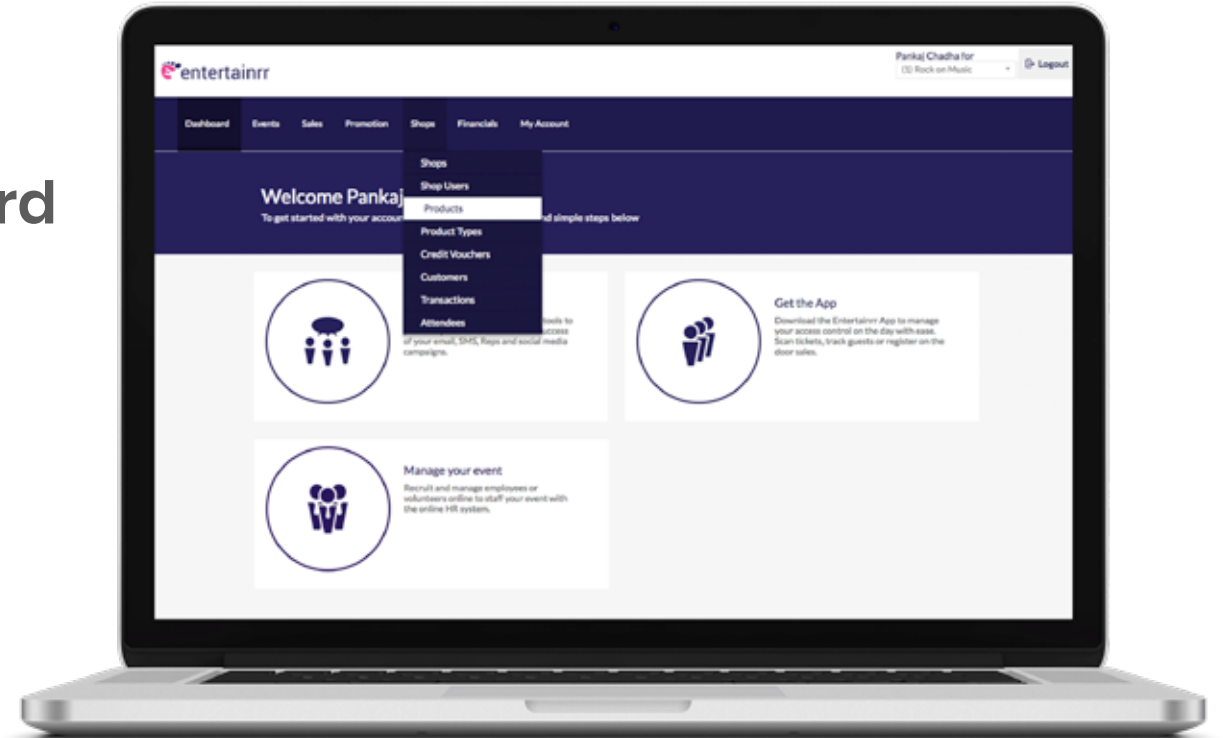 rd
entertainrr
Pankaj Chadha for
(1) Rock on Music
Logout
Dashboard Events Sales Promotion Shops Financials My Account
Shops
Shop Users
Products
Product Types
Credit Vouchers
Customers
Transactions
Attendees
Welcome Pankaj
To get started with your accoun nd simple steps below
tools to
uccess
of your email, SMS, Reps and social media
campaigns.
Get the App
Download the Entertainrr App to manage
your access control on the day with ease.
Scan tickets, track guests or register on the
door sales.
Manage your event
Recruit and manage employees or
volunteers online to staff your event with
the online HR system.